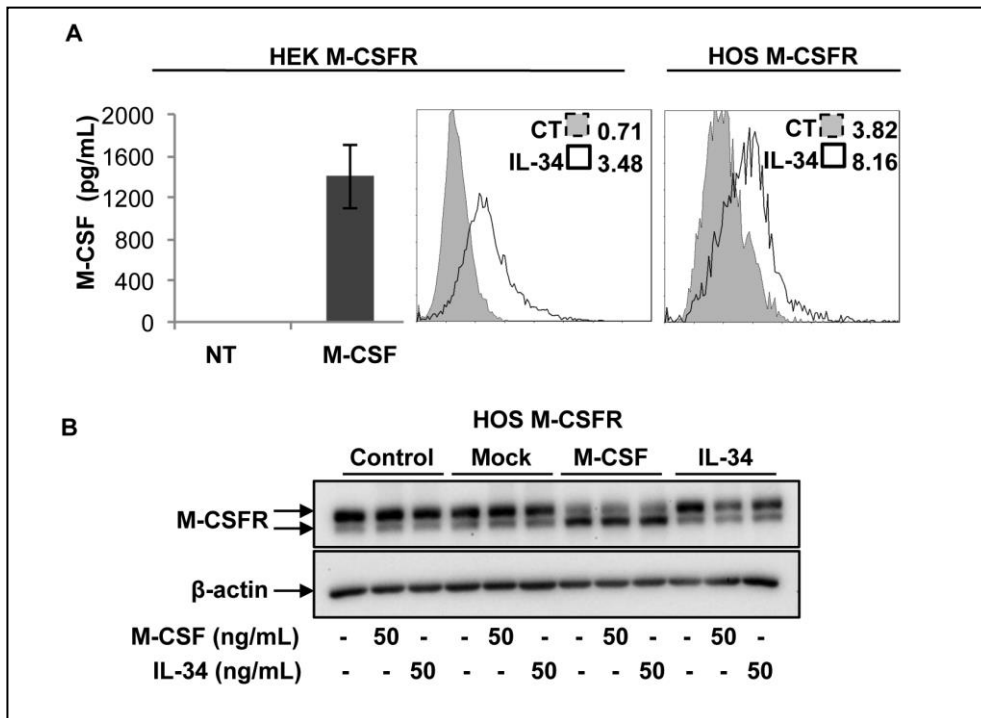 A
HEK M-CSFR
HOS M-CSFR
M-CSF (pg/mL)
2000
1600
1200
800
400
0
NT
M-CSF
CT 0.71
IL-34 3.48
CT 3.82
IL-34 8.16
B
HOS M-CSFR
Control Mock M-CSF IL-34
M-CSFR
β-actin
M-CSF (ng/mL) - 50 - - 50 - - 50 - - 50 -
IL-34 (ng/mL) - - 50 - - 50 - - 50 - - 50